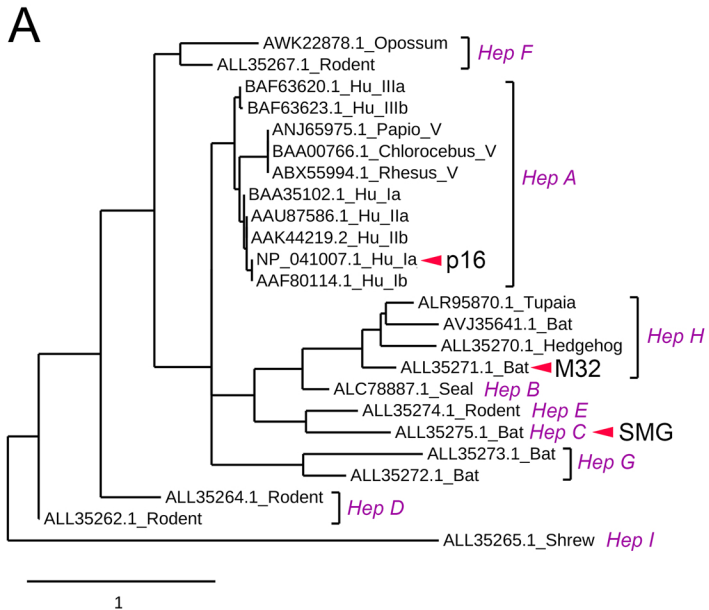 A
AWK22878.1_Opossum
Hep F
ALL35267.1_Rodent
BAF63620.1_Hu_IIIa
BAF63623.1_Hu_IIIb
ANJ65975.1_Papio_V
BAA00766.1_Chlorocebus_V
ABX55994.1_Rhesus_V
Hep A
BAA35102.1_Hu_Ia
AAU87586.1_Hu_IIa
AAK44219.2_Hu_IIb
NP_041007.1_Hu_Ia p16
AAF80114.1_Hu_Ib
ALR95870.1_Tupaia
AVJ35641.1_Bat
Hep H
ALL35270.1_Hedgehog
ALL35271.1_Bat M32
ALC78887.1_Seal Hep B
ALL35274.1_Rodent Hep E
ALL35275.1_Bat Hep C SMG
ALL35273.1_Bat
Hep G
ALL35272.1_Bat
ALL35264.1_Rodent
Hep D
ALL35262.1_Rodent
ALL35265.1_Shrew Hep I
1